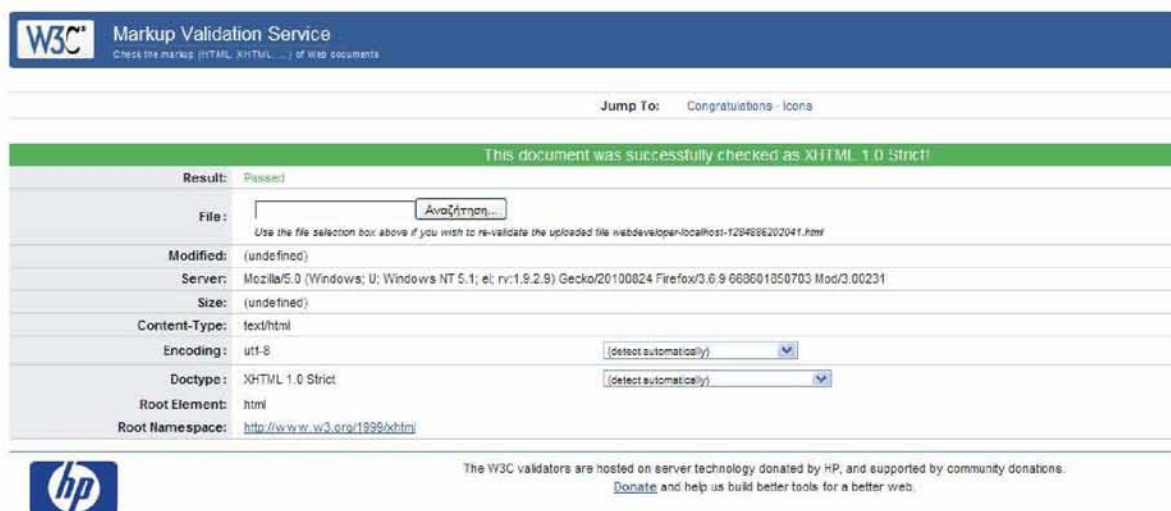 W3C®
Markup Validation Service
Check the markup (HTML, XHTML, ...) of Web documents
Jump To: Congratulations · Icons
This document was successfully checked as XHTML 1.0 Strict!
Result: Passed
File: Αναζήτηση...
Use the file selection box above if you wish to re-validate the uploaded file webdeveloper-localhost-1284886202041.html
Modified: (undefined)
Server: Mozilla/5.0 (Windows; U; Windows NT 5.1; el; rv:1.9.2.9) Gecko/20100824 Firefox/3.6.9 668601850703 Mod/3.00231
Size: (undefined)
Content-Type: text/html
Encoding: utf-8 (detect automatically)
Doctype: XHTML 1.0 Strict (detect automatically)
Root Element: html
Root Namespace: http://www.w3.org/1999/xhtml
hp
The W3C validators are hosted on server technology donated by HP, and supported by community donations.
Donate and help us build better tools for a better web.